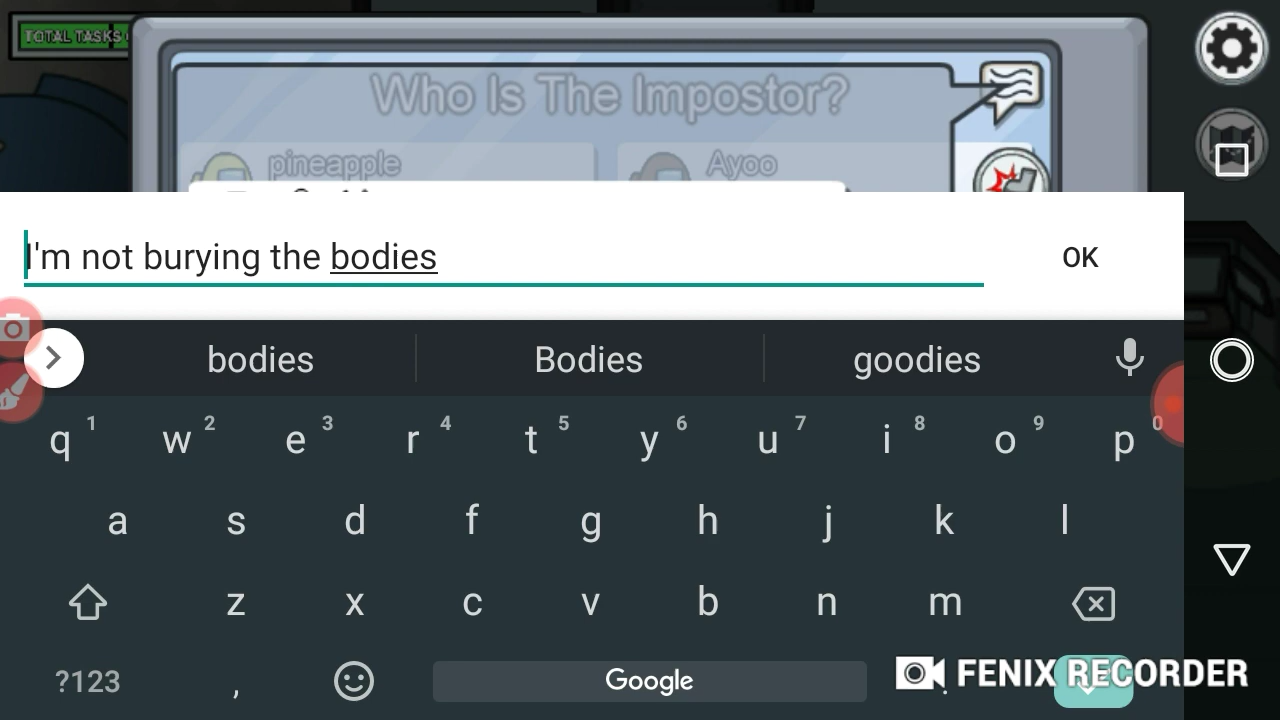 TOTAL TASKS
Who Is The Impostor?
pineapple
Ayoo
I'm not burying the bodies
OK
bodies Bodies goodies
q 1 w 2 e 3 r 4 t 5 y 6 u 7 i 8 o 9 p 0
a s d f g h j k l
z x c v b n m
?123 , Google .
FENIX RECORDER